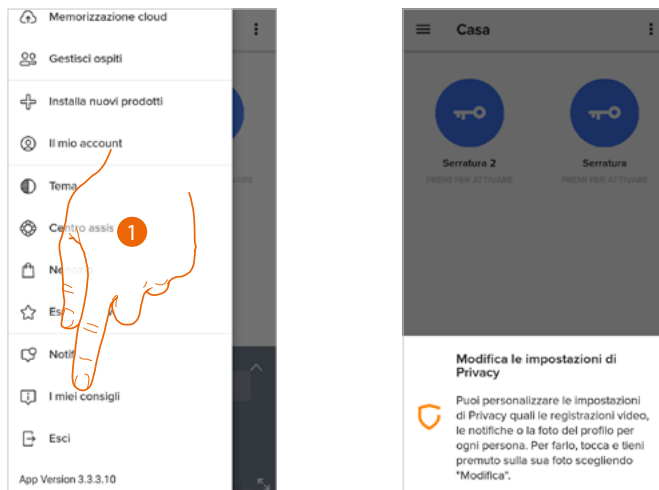 Memorizzazione cloud
Gestisci ospiti
Installa nuovi prodotti
Il mio account
Tema
Centro assis
1
Notif
I miei consigli
Esci
App Version 3.3.3.10
Casa
Serratura 2
PREMI PER ATTIVARE
Serratura
PREMI PER ATTIVARE
Modifica le impostazioni di
Privacy
Puoi personalizzare le impostazioni
di Privacy quali le registrazioni video,
le notifiche o la foto del profilo per
ogni persona. Per farlo, tocca e tieni
premuto sulla sua foto scegliendo
"Modifica".